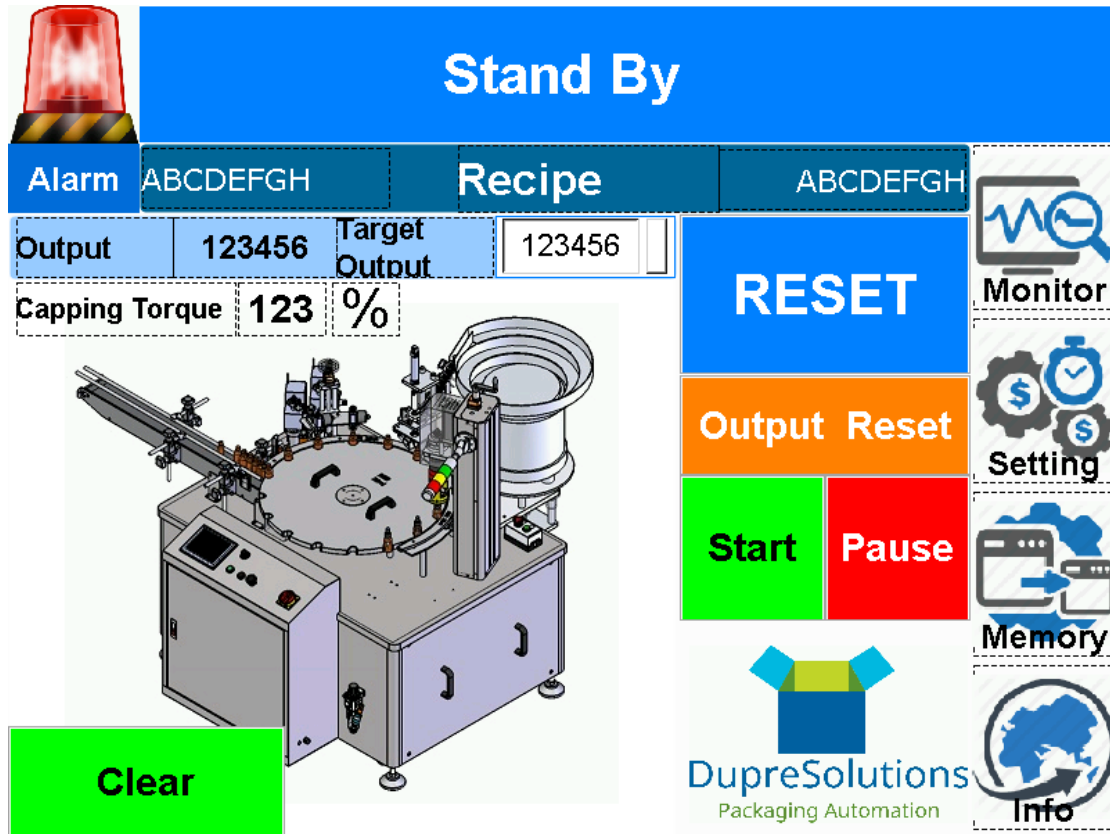 Stand By
Alarm
ABCDEFGH
Recipe
ABCDEFGH
Output
123456
Target
Output
123456
Capping Torque
123
%
RESET
Monitor
Output Reset
Setting
Start
Pause
Memory
Clear
DupreSolutions
Packaging Automation
Info